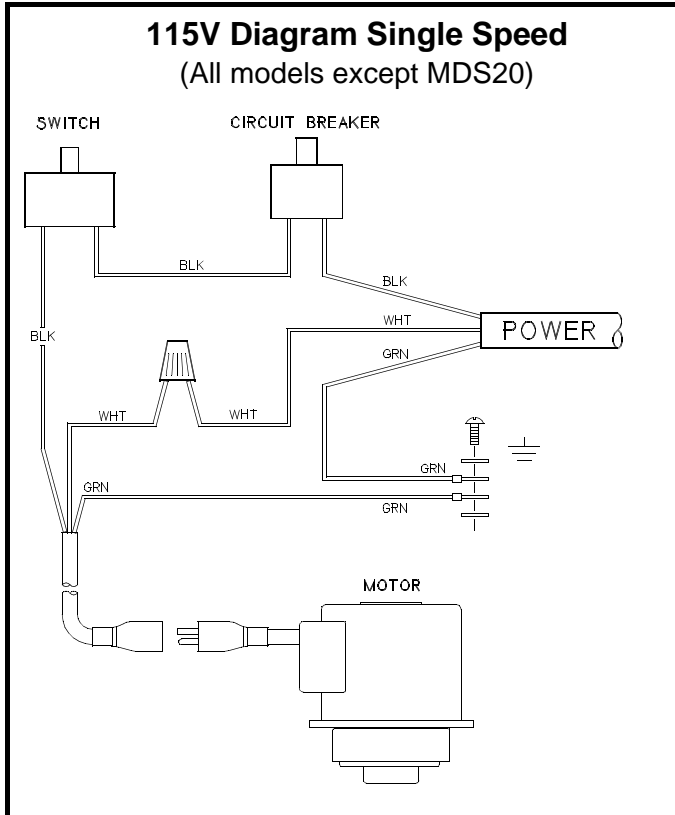 115V Diagram Single Speed
(All models except MDS20)
SWITCH
CIRCUIT BREAKER
BLK
BLK
WHT
POWER
BLK
GRN
WHT
WHT
GRN
GRN
GRN
MOTOR